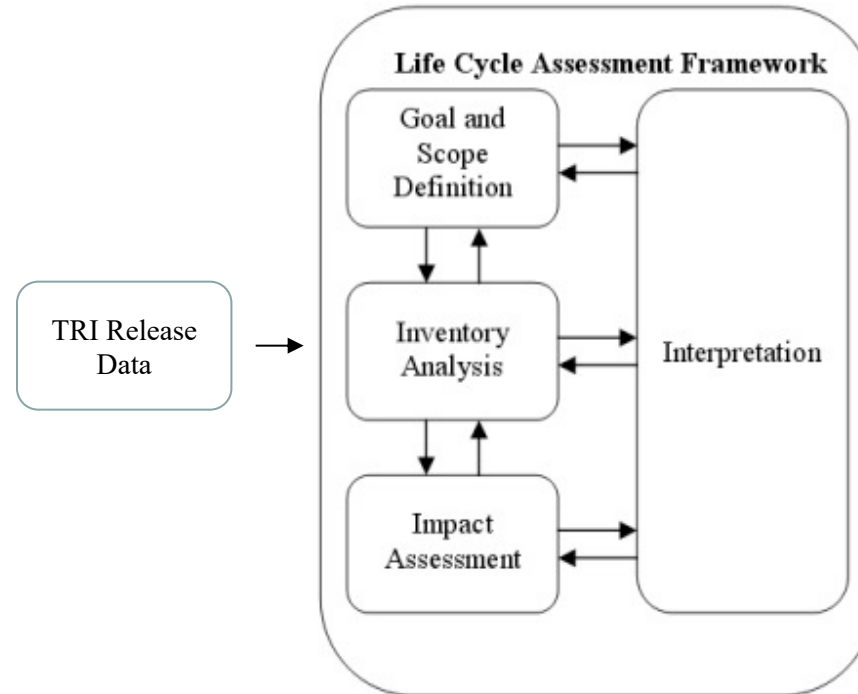 Life Cycle Assessment Framework
Goal and
Scope
Definition
TRI Release
Data
Inventory
Analysis
Interpretation
Impact
Assessment